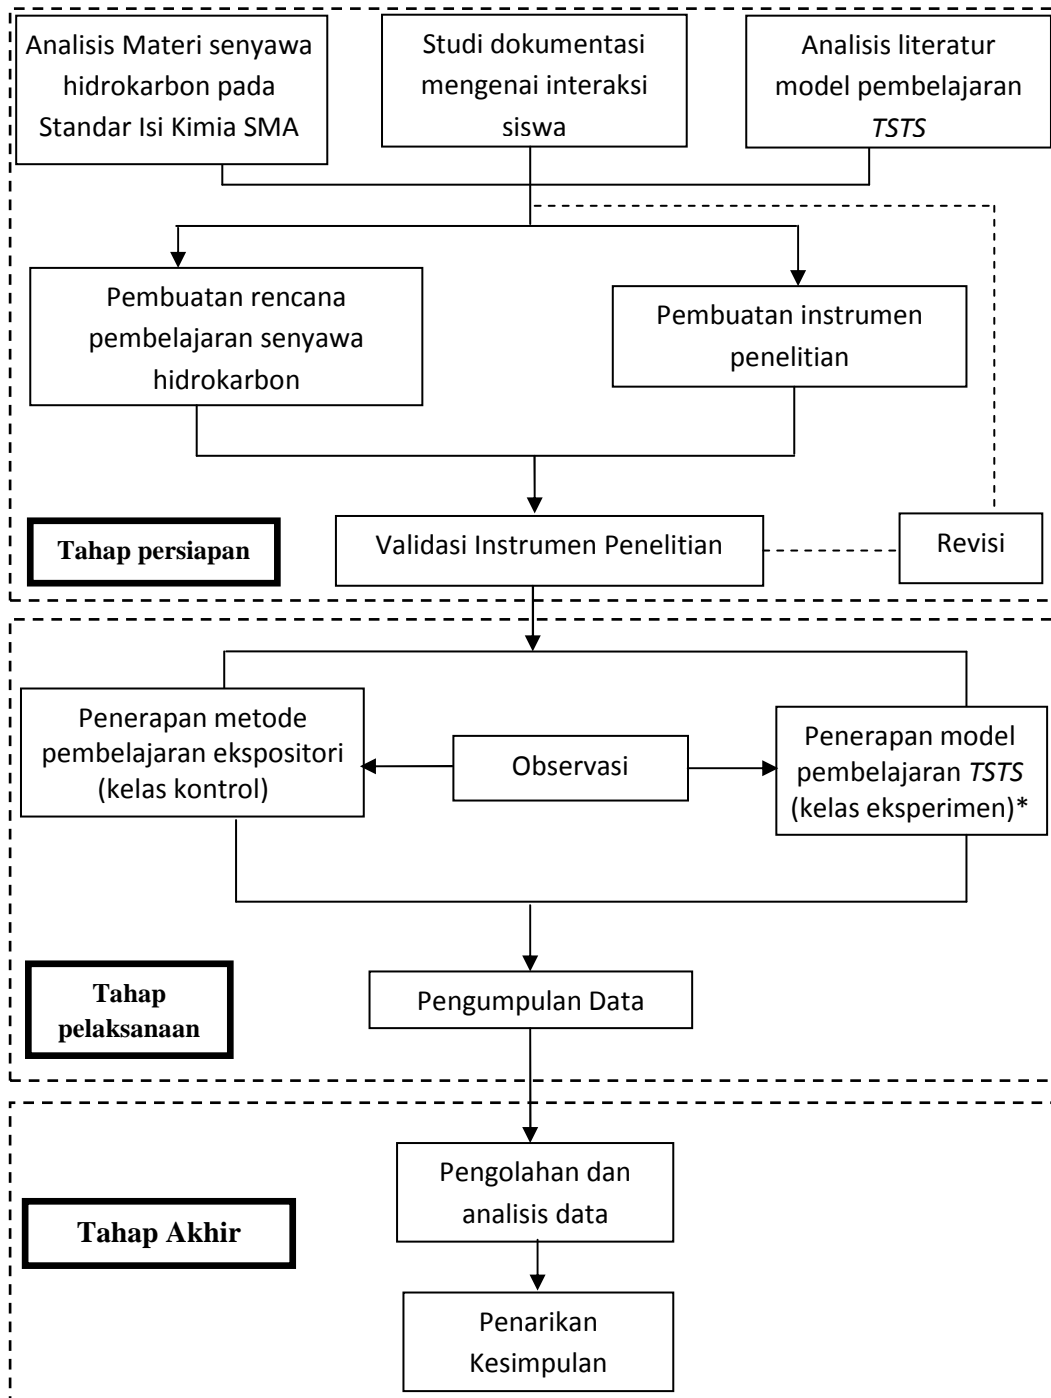 Analisis Materi senyawa
hidrokarbon pada
Standar Isi Kimia SMA
Studi dokumentasi
mengenai interaksi
siswa
Analisis literatur
model pembelajaran
TSTS
Pembuatan rencana
pembelajaran senyawa
hidrokarbon
Pembuatan instrumen
penelitian
Tahap persiapan
Validasi Instrumen Penelitian
Revisi
Penerapan metode
pembelajaran ekspositori
(kelas kontrol)
Observasi
Penerapan model
pembelajaran TSTS
(kelas eksperimen)*
Tahap
pelaksanaan
Pengumpulan Data
Pengolahan dan
analisis data
Tahap Akhir
Penarikan
Kesimpulan